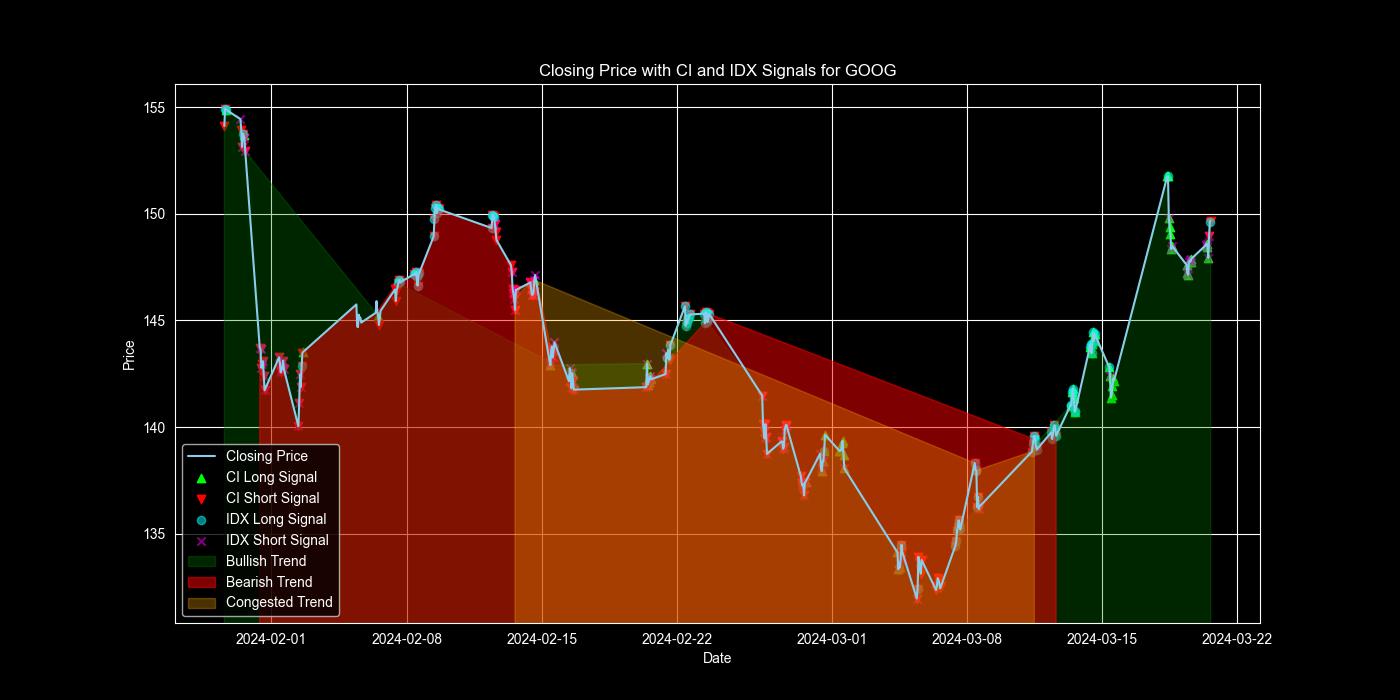 Closing Price with CI and IDX Signals for GOOG
155
150
145
140
135
Price
Closing Price
CI Long Signal
CI Short Signal
IDX Long Signal
IDX Short Signal
Bullish Trend
Bearish Trend
Congested Trend
2024-02-01 2024-02-08 2024-02-15 2024-02-22 2024-03-01 2024-03-08 2024-03-15 2024-03-22
Date